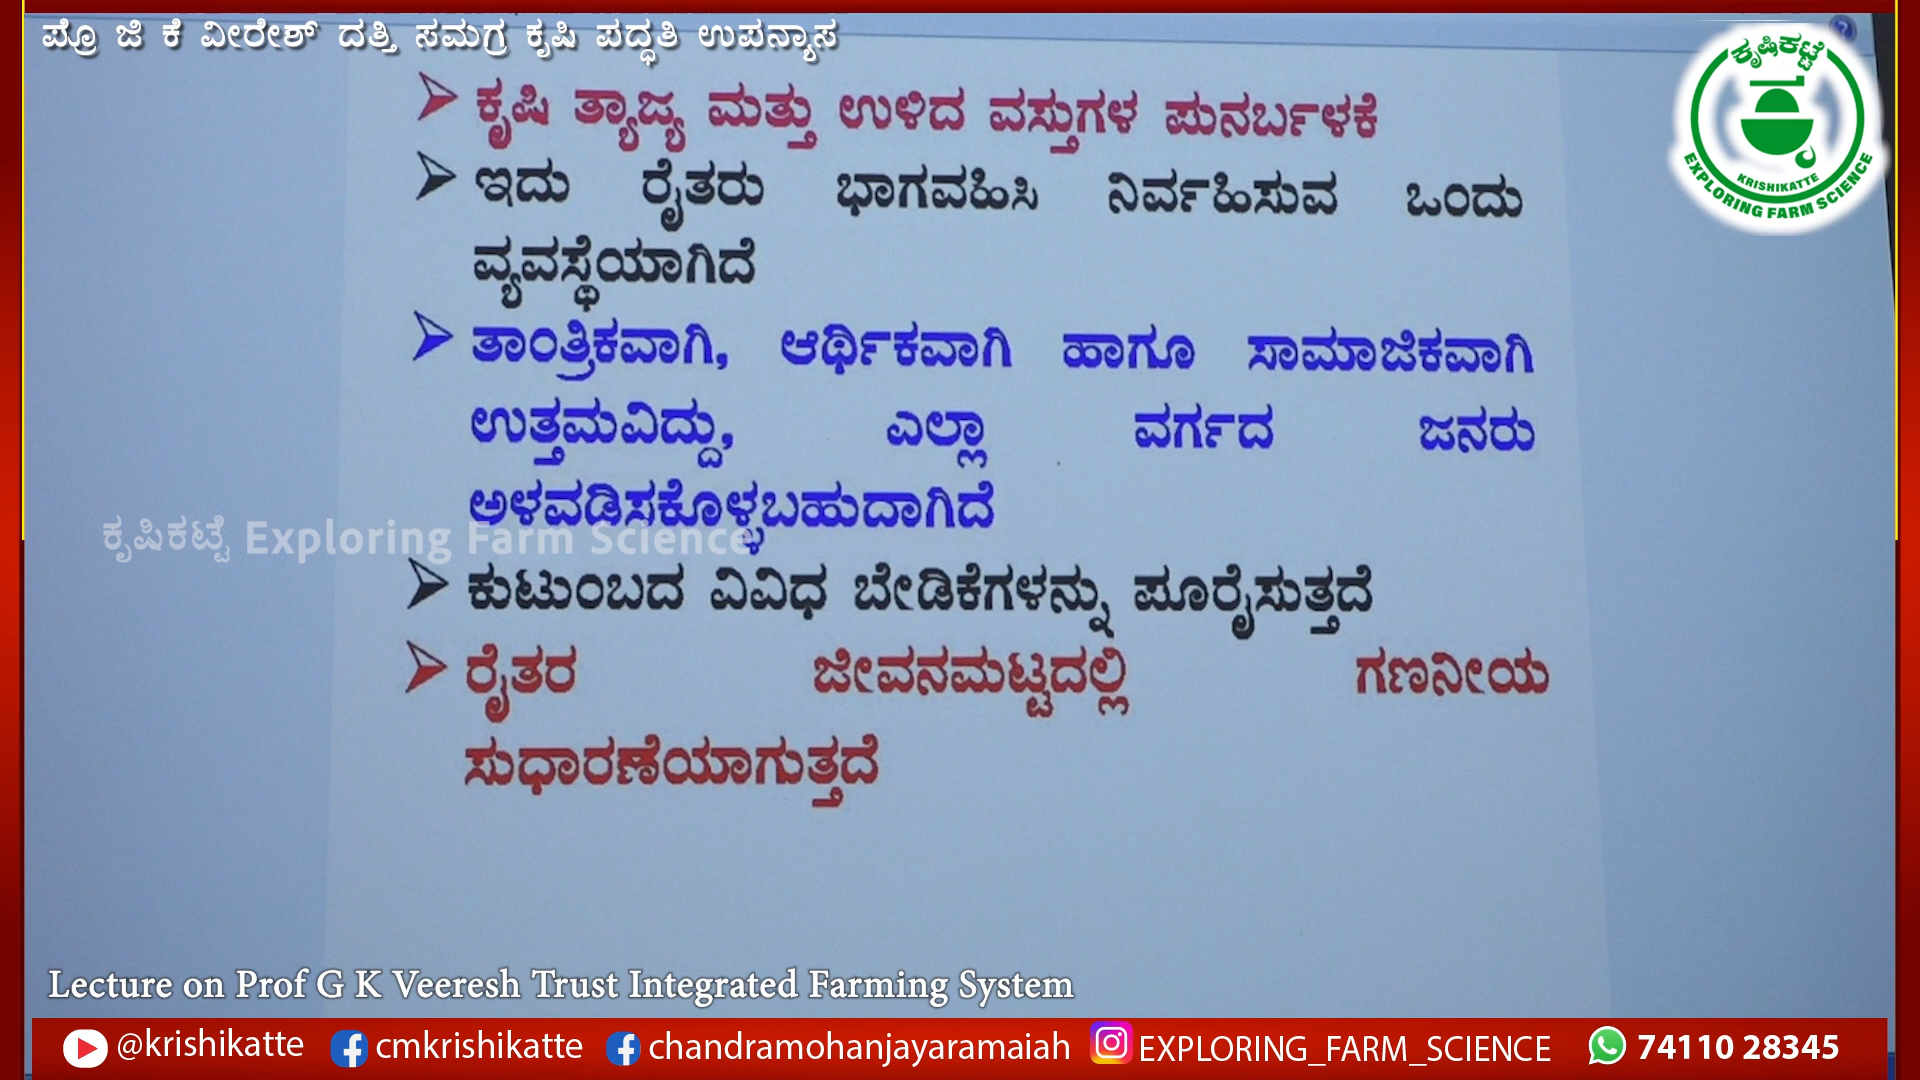 ಪ್ರೊ ಜಿ ಕೆ ವೀರೇಶ್ ದತ್ತಿ ಸಮಗ್ರ ಕೃಷಿ ಪದ್ಧತಿ ಉಪನ್ಯಾಸ
ಕೃಷಿಕಟ್ಟೆ
KRISHIKATTE
EXPLORING FARM SCIENCE
ಕೃಷಿ ತ್ಯಾಜ್ಯ ಮತ್ತು ಉಳಿದ ವಸ್ತುಗಳ ಪುನರ್ಬಳಕೆ
ಇದು ರೈತರು ಭಾಗವಹಿಸಿ ನಿರ್ವಹಿಸುವ ಒಂದು
ವ್ಯವಸ್ಥೆಯಾಗಿದೆ
ತಾಂತ್ರಿಕವಾಗಿ, ಆರ್ಥಿಕವಾಗಿ ಹಾಗೂ ಸಾಮಾಜಿಕವಾಗಿ
ಉತ್ತಮವಿದ್ದು, ಎಲ್ಲಾ ವರ್ಗದ ಜನರು
ಅಳವಡಿಸಕೊಳ್ಳಬಹುದಾಗಿದೆ
ಕೃಷಿಕಟ್ಟೆ Exploring Farm Science
ಕುಟುಂಬದ ವಿವಿಧ ಬೇಡಿಕೆಗಳನ್ನು ಪೂರೈಸುತ್ತದೆ
ರೈತರ ಜೀವನಮಟ್ಟದಲ್ಲಿ ಗಣನೀಯ
ಸುಧಾರಣೆಯಾಗುತ್ತದೆ
Lecture on Prof G K Veeresh Trust Integrated Farming System
@krishikatte cmkrishikatte chandramohanjayaramaiah EXPLORING_FARM_SCIENCE 74110 28345